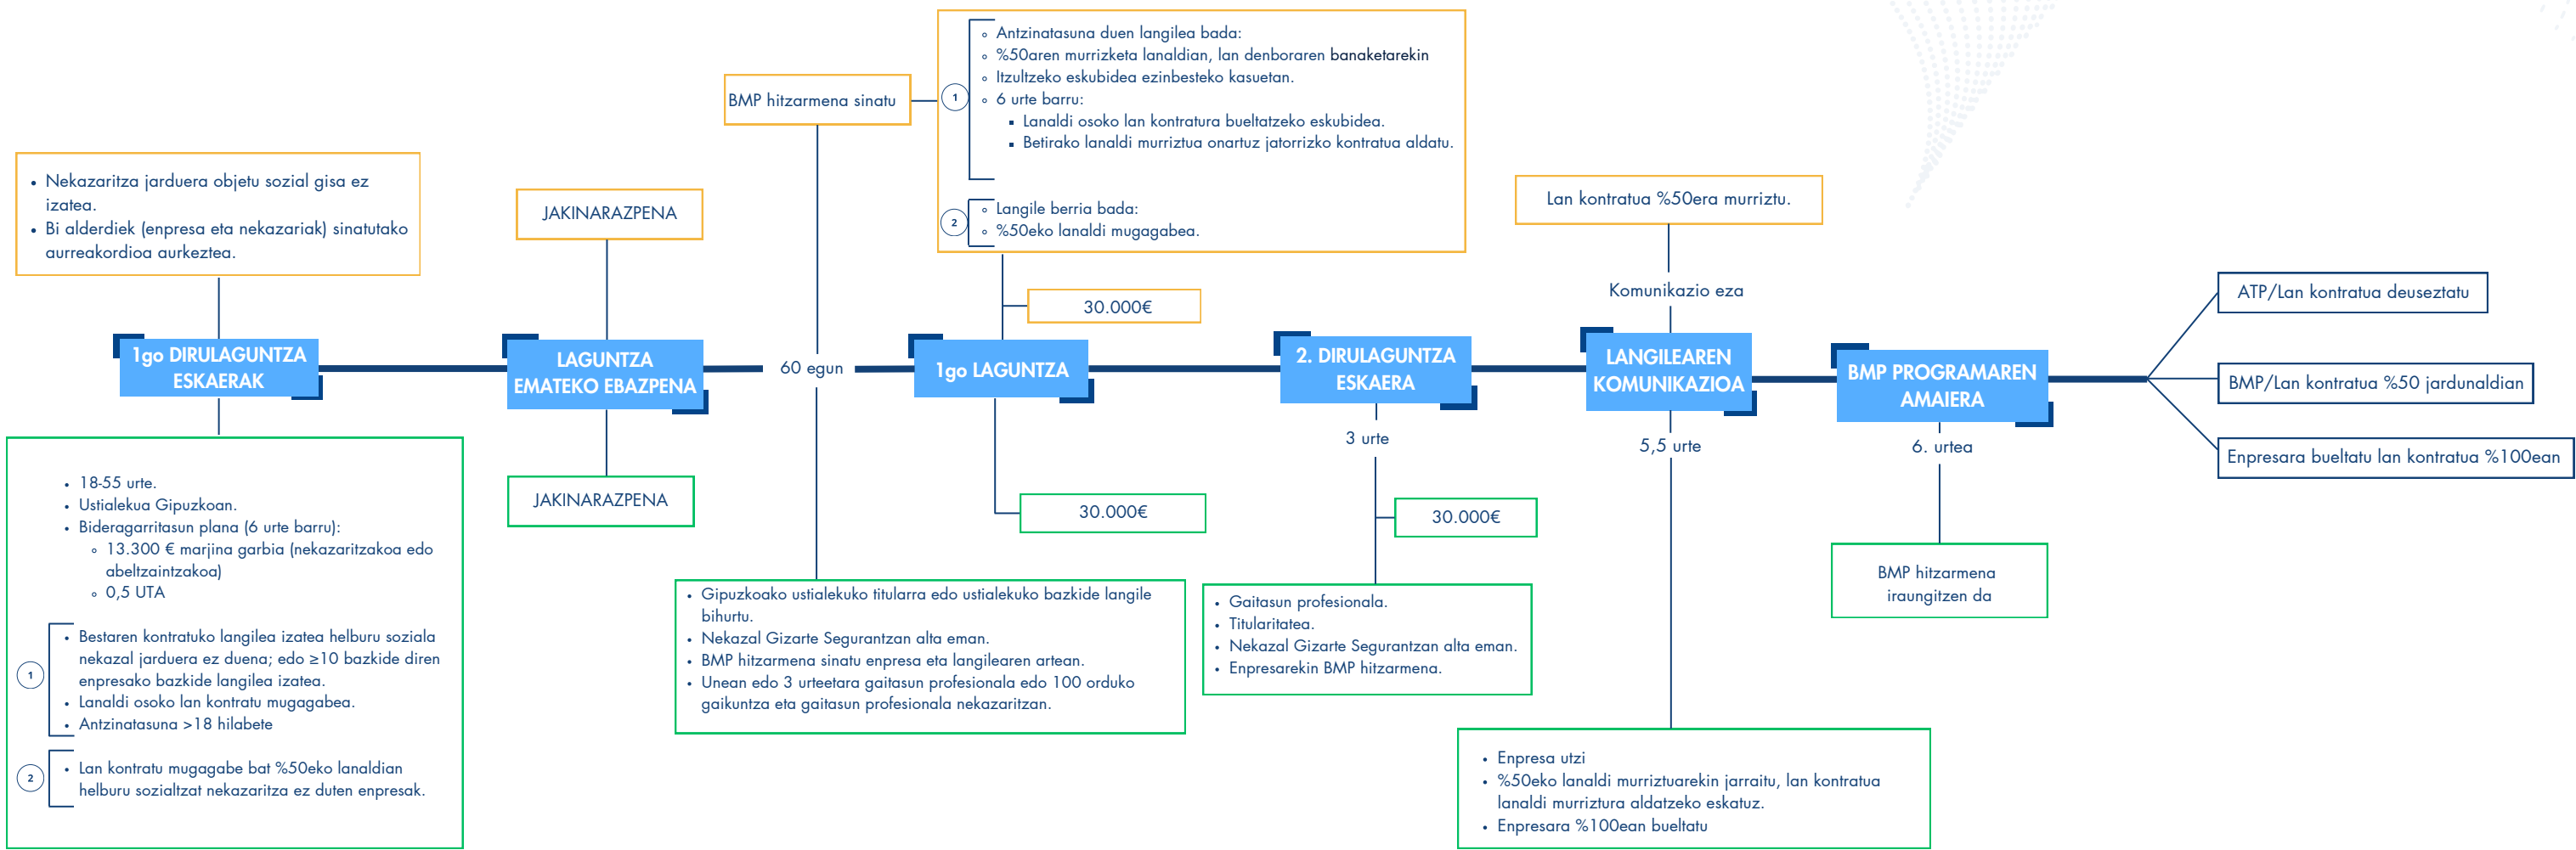 Antzinatasuna duen langilea bada:
%50aren murrizketa lanaldian, lan denboraren banaketarekin
Itzultzeko eskubidea ezinbesteko kasuetan.
6 urte barru:
Lanaldi osoko lan kontratura bueltatzeko eskubidea.
Betirako lanaldi murriztua onartuz jatorrizko kontratua aldatu.
1
Langile berria bada:
%50eko lanaldi mugagabea.
2
BMP hitzarmena sinatu
Nekazaritza jarduera objetu sozial gisa ez
izatea.
Bi alderdiek (enpresa eta nekazariak) sinatutako
aurreakordioa aurkeztea.
JAKINARAZPENA
30.000€
Lan kontratua %50era murriztu.
Komunikazio eza
1go DIRULAGUNTZA
ESKAERAK
LAGUNTZA
EMATEKO EBAZPENA
60 egun
1go LAGUNTZA
2. DIRULAGUNTZA
ESKAERA
LANGILEAREN
KOMUNIKAZIOA
BMP PROGRAMAREN
AMAIERA
ATP/Lan kontratua deuseztatu
BMP/Lan kontratua %50 jardunaldian
Enpresara bueltatu lan kontratua %100ean
3 urte
5,5 urte
6. urtea
18-55 urte.
Ustialekua Gipuzkoan.
Bideragarritasun plana (6 urte barru):
13.300 € marjina garbia (nekazaritzakoa edo
abeltzaintzakoa)
0,5 UTA
1
Bestaren kontratuko langilea izatea helburu soziala
nekazal jarduera ez duena; edo ≥10 bazkide diren
enpresako bazkide langilea izatea.
Lanaldi osoko lan kontratu mugagabea.
Antzinatasuna >18 hilabete
2
Lan kontratu mugagabe bat %50eko lanaldian
helburu sozialtzat nekazaritza ez duten enpresak.
JAKINARAZPENA
30.000€
30.000€
Gipuzkoako ustialekuko titularra edo ustialekuko bazkide langile
bihurtu.
Nekazal Gizarte Segurantzan alta eman.
BMP hitzarmena sinatu enpresa eta langilearen artean.
Unean edo 3 urteetara gaitasun profesionala edo 100 orduko
gaikuntza eta gaitasun profesionala nekazaritzan.
Gaitasun profesionala.
Titularitatea.
Nekazal Gizarte Segurantzan alta eman.
Enpresarekin BMP hitzarmena.
BMP hitzarmena
iraungitzen da
Enpresa utzi
%50eko lanaldi murriztuarekin jarraitu, lan kontratua
lanaldi murriztura aldatzeko eskatuz.
Enpresara %100ean bueltatu